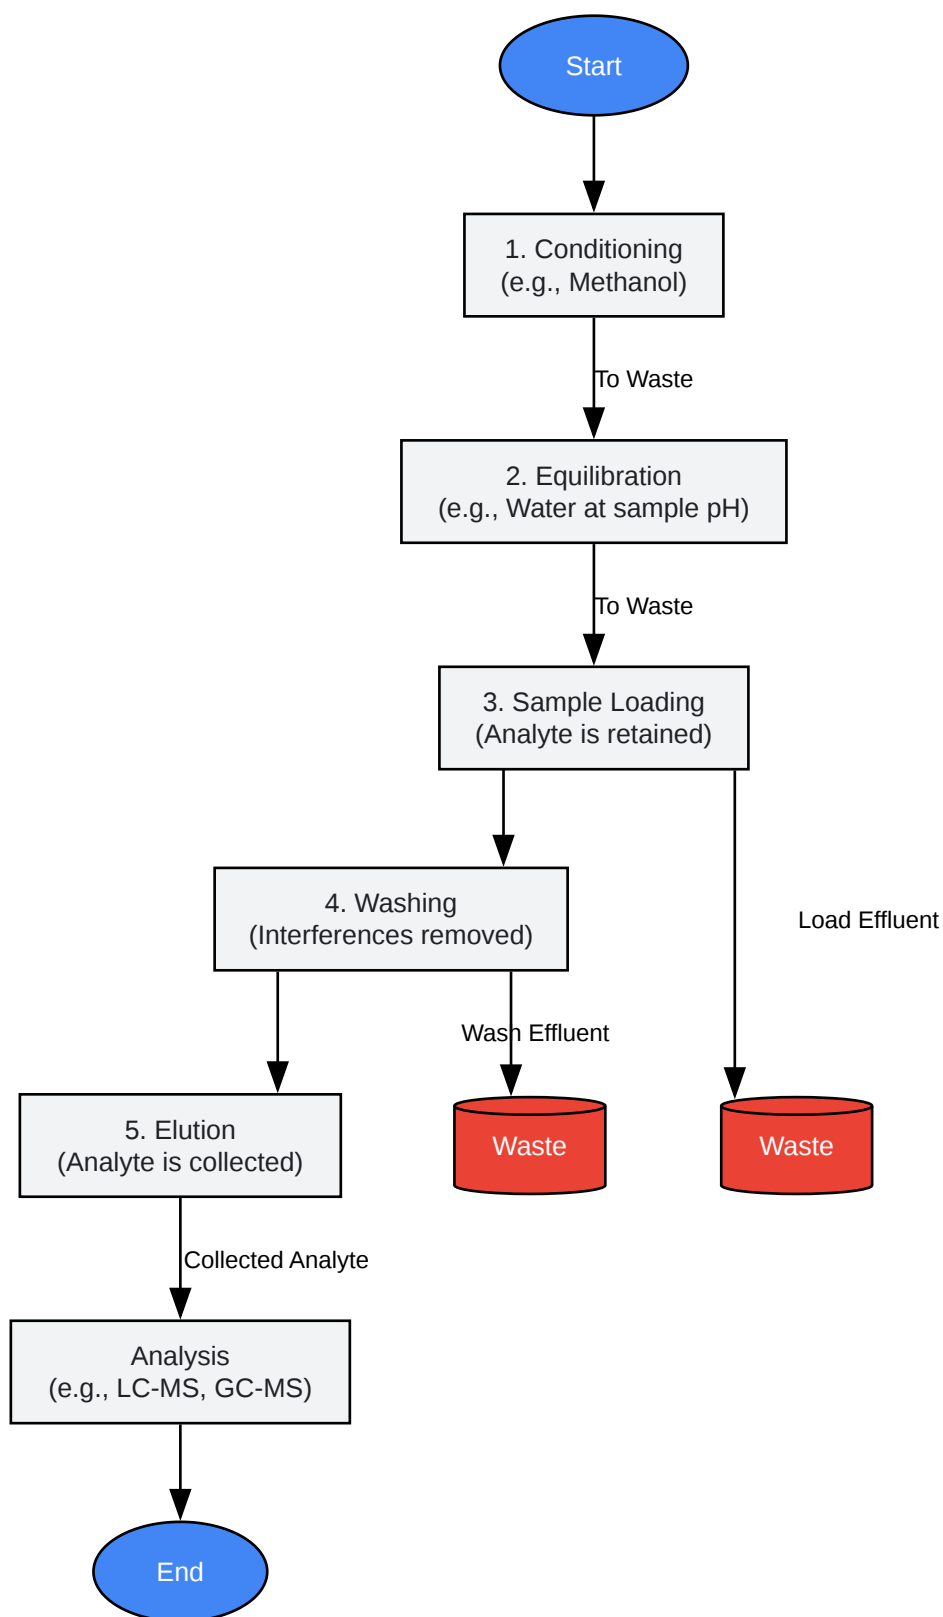 Start
1. Conditioning
(e.g., Methanol)
To Waste
2. Equilibration
(e.g., Water at sample pH)
To Waste
3. Sample Loading
(Analyte is retained)
4. Washing
(Interferences removed)
Load Effluent
Wash Effluent
5. Elution
(Analyte is collected)
Waste
Waste
Collected Analyte
Analysis
(e.g., LC-MS, GC-MS)
End